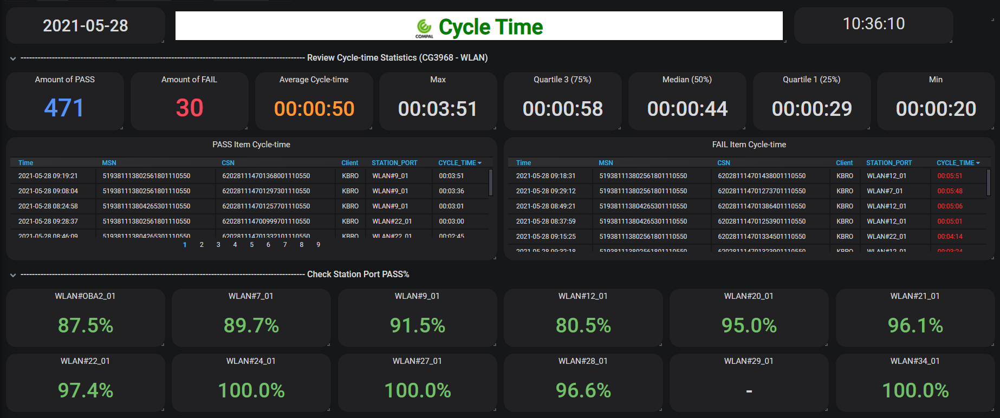 2021-05-28
COMPAL
Cycle Time
10:36:10
---------------------------------------------------------------------------------------------------- Review Cycle-time Statistics (CG3968 - WLAN)
Amount of PASS
471
Amount of FAIL
30
Average Cycle-time
00:00:50
Max
00:03:51
Quartile 3 (75%)
00:00:58
Median (50%)
00:00:44
Quartile 1 (25%)
00:00:29
Min
00:00:20
PASS Item Cycle-time
Time MSN CSN Client STATION_PORT CYCLE_TIME
2021-05-28 09:19:21 519381113802561801110550 620281114701368001110550 KBRO WLAN#9_01 00:03:51
2021-05-28 09:08:04 519381113802561801110550 620281114701297301110550 KBRO WLAN#9_01 00:03:36
2021-05-28 08:24:58 519381113804265301110550 620281114701257701110550 KBRO WLAN#9_01 00:03:01
2021-05-28 09:28:37 519381113802561801110550 620281114700999701110550 KBRO WLAN#22_01 00:03:00
2021-05-28 08:46:09 519381113804265301110550 620281114701332101110550 KBRO WLAN#22_01 00:02:45
1 2 3 4 5 6 7 8 9
FAIL Item Cycle-time
Time MSN CSN Client STATION_PORT CYCLE_TIME
2021-05-28 09:18:31 519381113802561801110550 620281114701438001110550 KBRO WLAN#12_01 00:05:51
2021-05-28 09:29:12 519381113802561801110550 620281114701273701110550 KBRO WLAN#7_01 00:05:48
2021-05-28 08:49:21 519381113804265301110550 620281114701386401110550 KBRO WLAN#12_01 00:05:06
2021-05-28 08:37:59 519381113804265301110550 620281114701253901110550 KBRO WLAN#12_01 00:05:01
2021-05-28 09:15:25 519381113802561801110550 620281114701334501110550 KBRO WLAN#22_01 00:04:14
2021-05-28 09:32:18 519381113802561801110550 620281114701323901110550 KBRO WLAN#12_01 00:03:24
---------------------------------------------------------------------------------------------------- Check Station Port PASS%
WLAN#OBA2_01
87.5%
WLAN#7_01
89.7%
WLAN#9_01
91.5%
WLAN#12_01
80.5%
WLAN#20_01
95.0%
WLAN#21_01
96.1%
WLAN#22_01
97.4%
WLAN#24_01
100.0%
WLAN#27_01
100.0%
WLAN#28_01
96.6%
WLAN#29_01
-
WLAN#34_01
100.0%